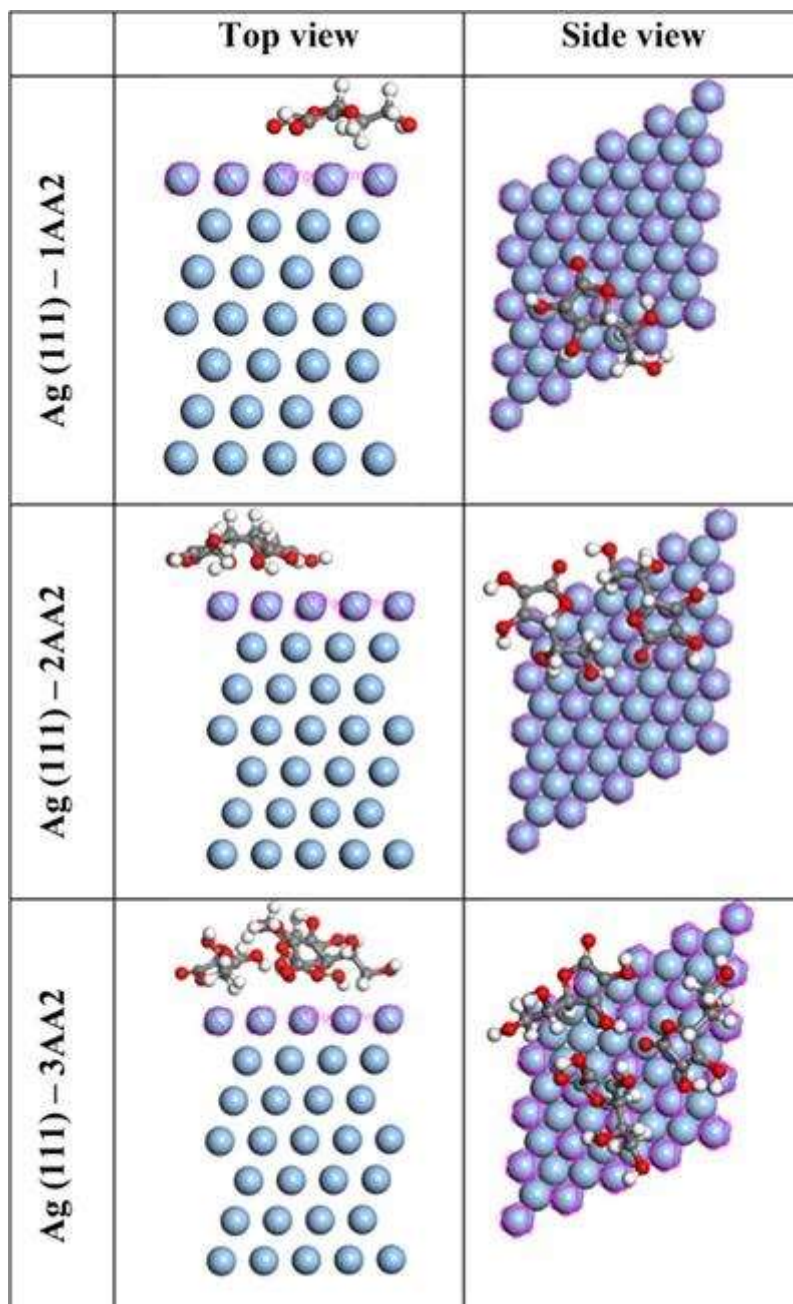 Top view
Side view
Ag (111) – 1AA2
Ag (111) – 2AA2
Ag (111) – 3AA2